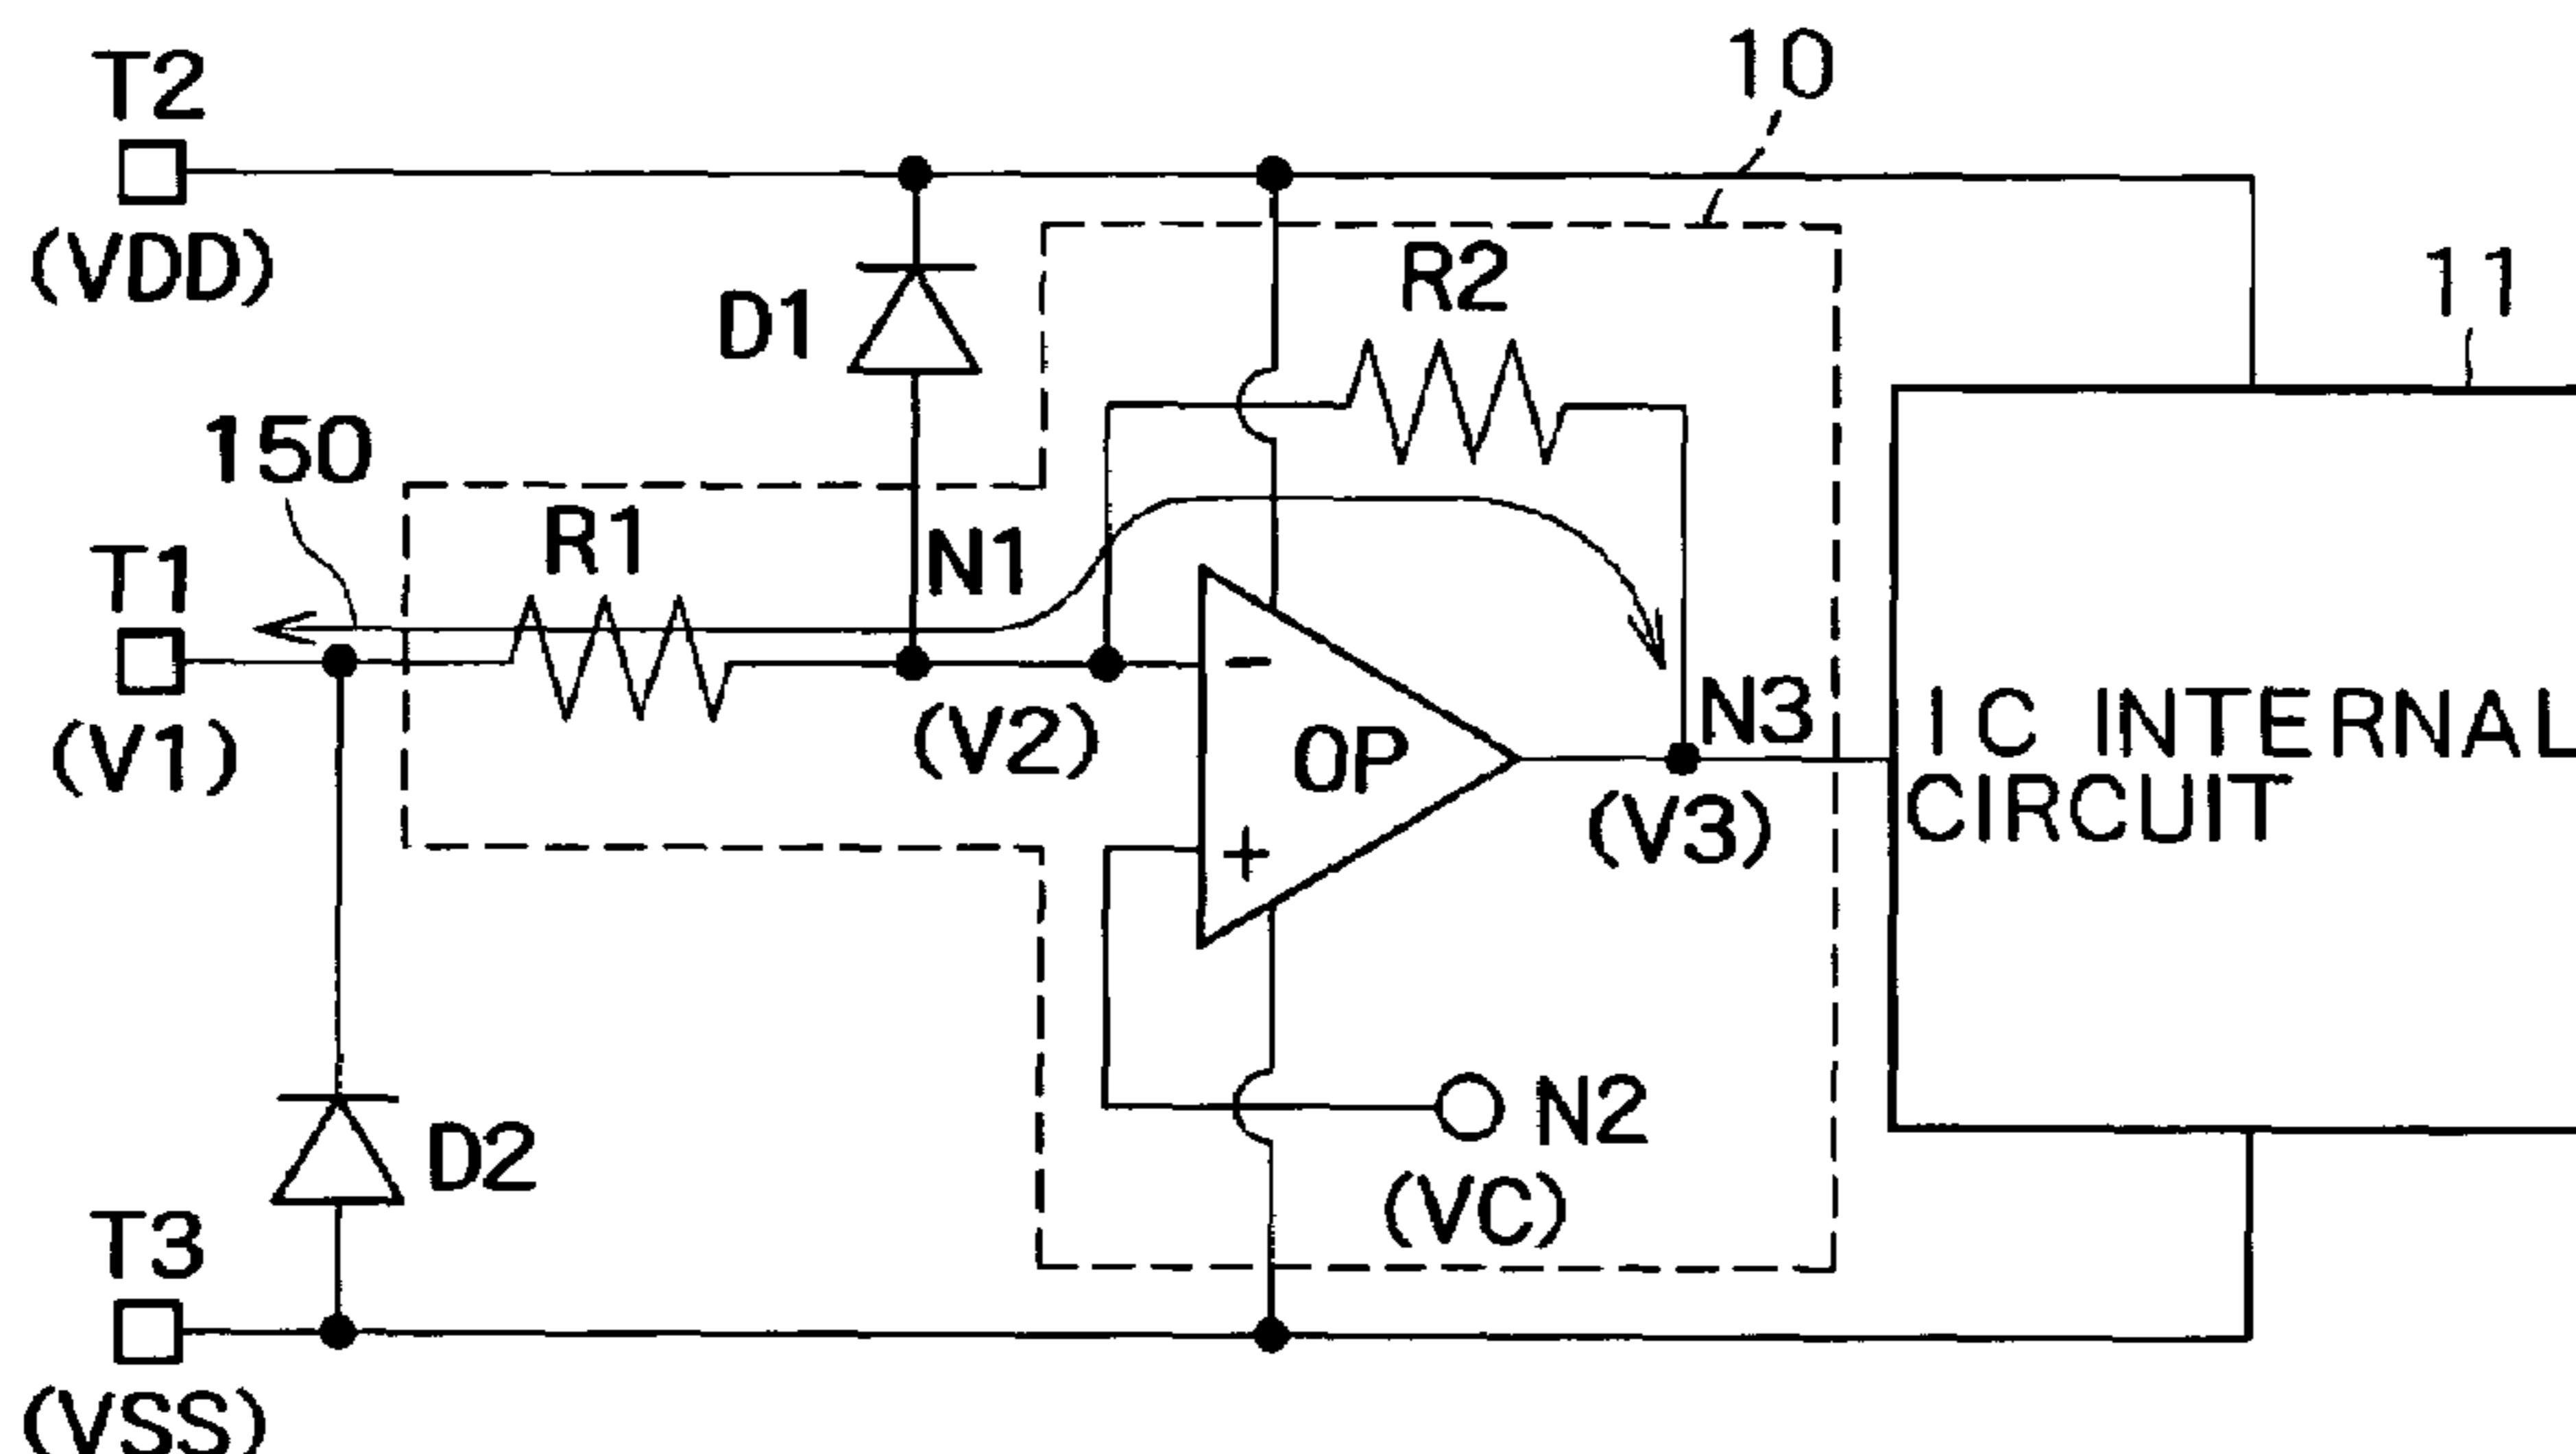 10
T2
(VDD)
R2
11
D1
150
R1
N1
T1
(V1)
(V2)
-
OP
+
N3
(V3)
IC INTERNAL
CIRCUIT
N2
(VC)
D2
T3
(VSS)